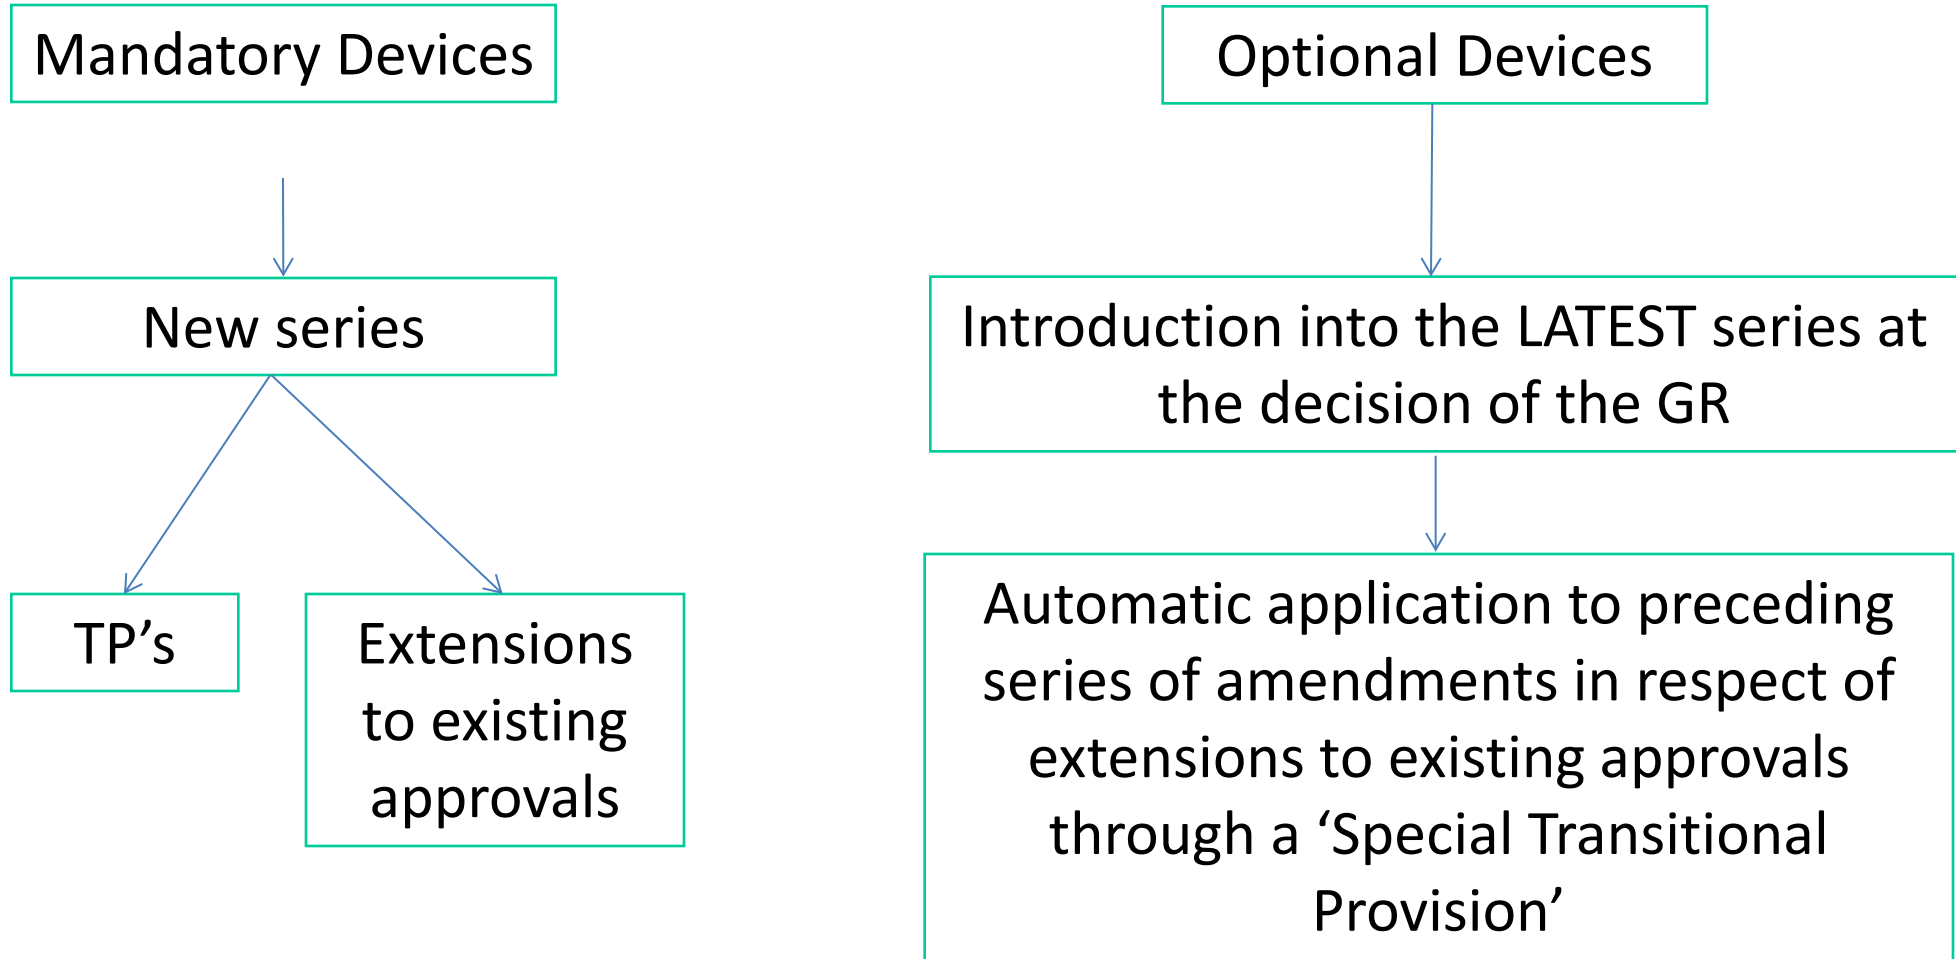 Mandatory Devices
New series
TP’s
Extensions
to existing
approvals
Optional Devices
Introduction into the LATEST series at
the decision of the GR
Automatic application to preceding
series of amendments in respect of
extensions to existing approvals
through a ‘Special Transitional
Provision’